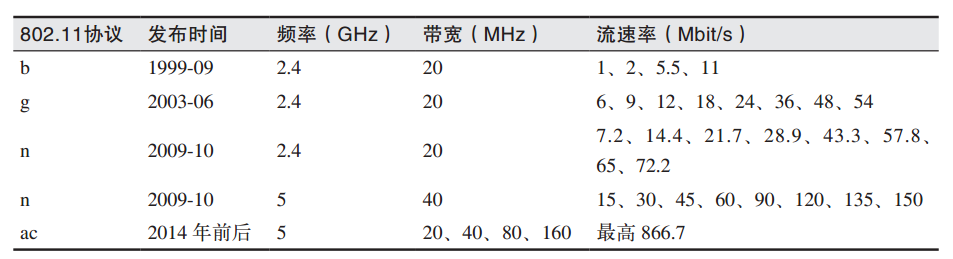 802.11协议 发布时间 频率（GHz） 带宽（MHz） 流速率（Mbit/s）
b 1999-09 2.4 20 1、2、5.5、11
g 2003-06 2.4 20 6、9、12、18、24、36、48、54
n 2009-10 2.4 20 7.2、14.4、21.7、28.9、43.3、57.8、
65、72.2
n 2009-10 5 40 15、30、45、60、90、120、135、150
ac 2014 年前后 5 20、40、80、160 最高 866.7